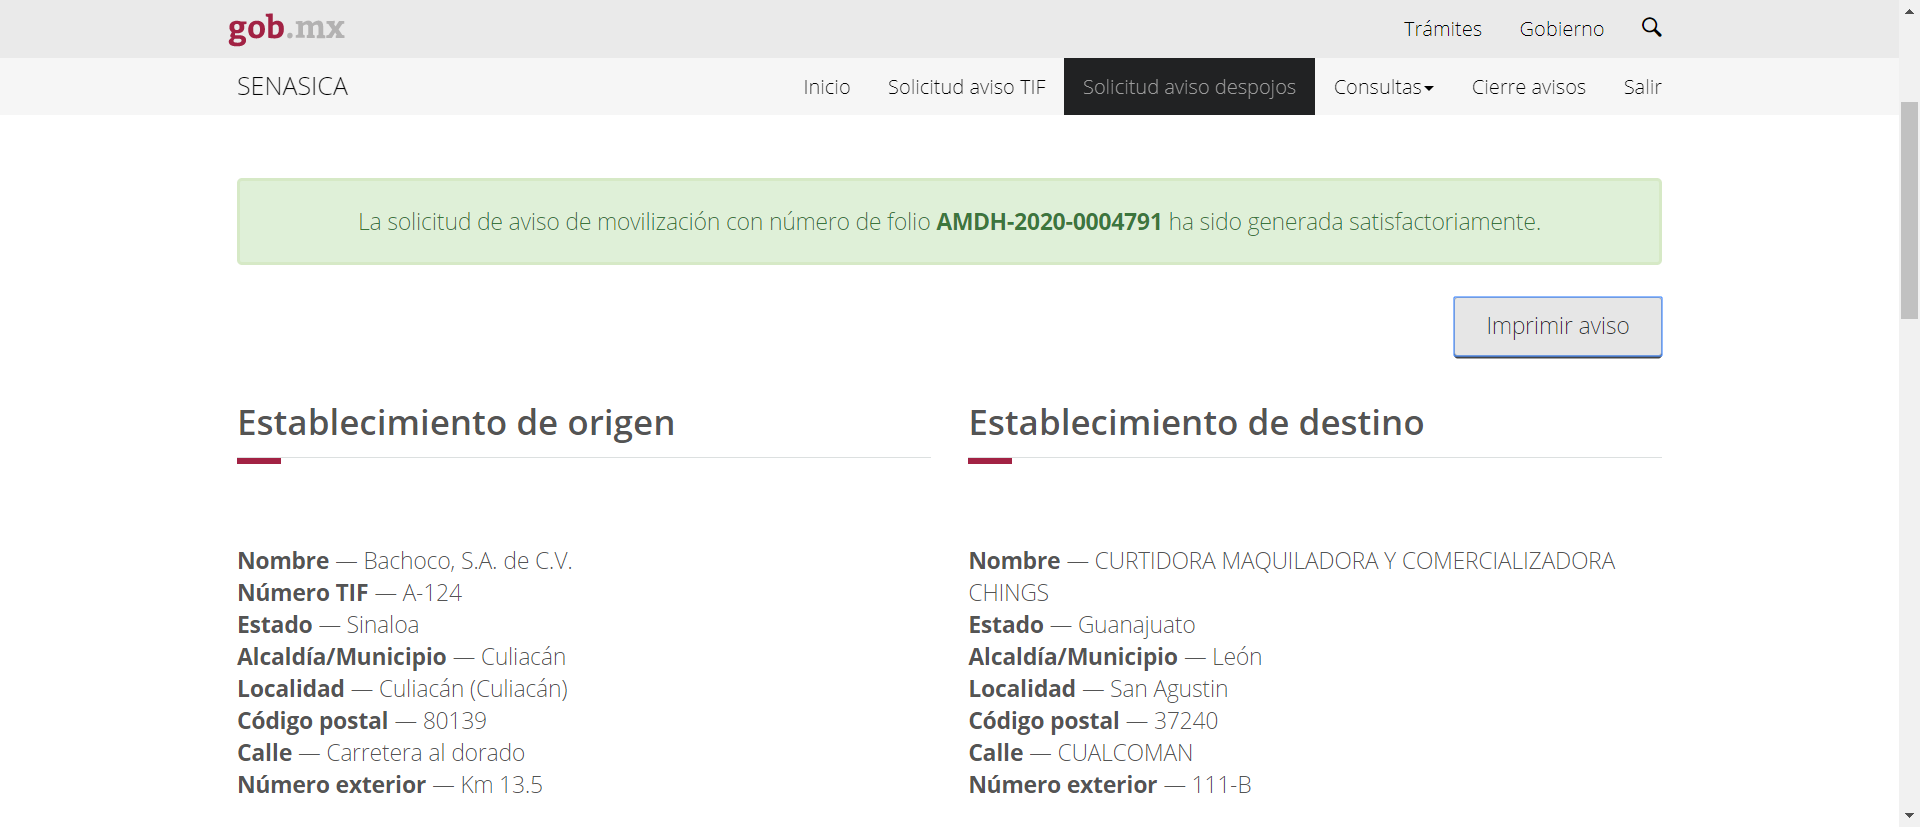 gob.mx
Trámites
Gobierno
SENASICA
Inicio
Solicitud aviso TIF
Solicitud aviso despojos
Consultas
Cierre avisos
Salir
La solicitud de aviso de movilización con número de folio AMDH-2020-0004791 ha sido generada satisfactoriamente.
Imprimir aviso
Establecimiento de origen
Nombre — Bachoco, S.A. de C.V.
Número TIF — A-124
Estado — Sinaloa
Alcaldía/Municipio — Culiacán
Localidad — Culiacán (Culiacán)
Código postal — 80139
Calle — Carretera al dorado
Número exterior — Km 13.5
Establecimiento de destino
Nombre — CURTIDORA MAQUILADORA Y COMERCIALIZADORA
CHINGS
Estado — Guanajuato
Alcaldía/Municipio — León
Localidad — San Agustin
Código postal — 37240
Calle — CUALCOMAN
Número exterior — 111-B